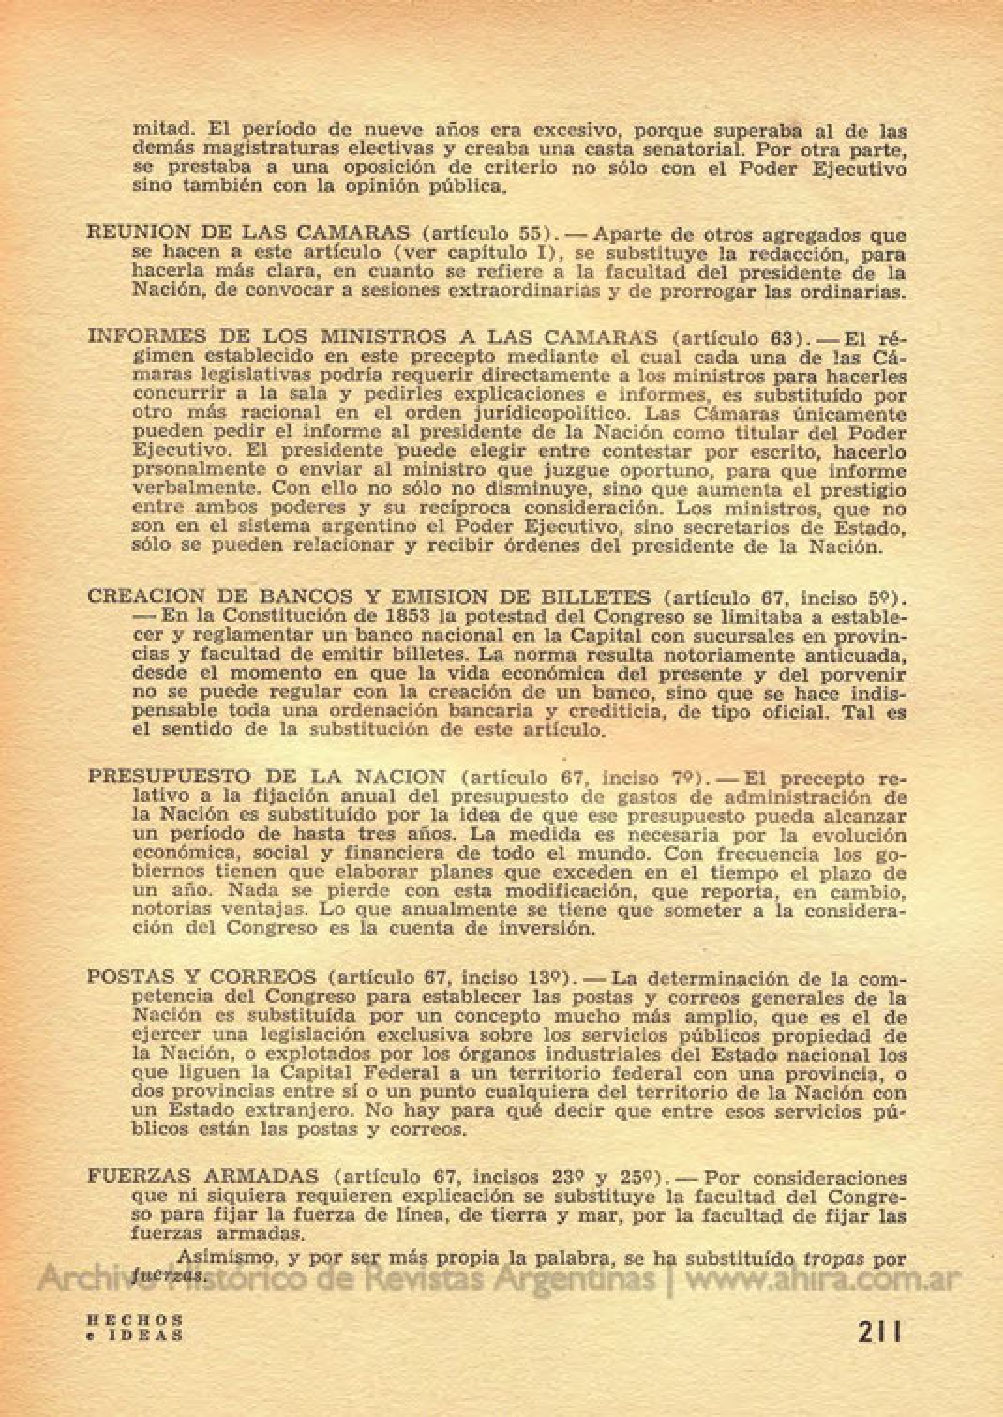 mitad. El período de nueve años era excesivo, porque superaba al de las
demás magistraturas electivas y creaba una casta senatorial. Por otra parte,
se prestaba a una oposición de criterio no sólo con el Poder Ejecutivo
sino también con la opinión pública.
REUNION DE LAS CAMARAS (artículo 55). — Aparte de otros agregados que
se hacen a este artículo (ver capítulo I), se substituye la redacción, para
hacerla más clara, en cuanto se refiere a la facultad del presidente de la
Nación, de convocar a sesiones extraordinarias y de prorrogar las ordinarias.
INFORMES DE LOS MINISTROS A LAS CAMARAS (artículo 63). — El ré-
gimen establecido en este precepto mediante el cual cada una de las Cá-
maras legislativas podría requerir directamente a los ministros para hacerles
concurrir a la sala y pedirles explicaciones e informes, es substituído por
otro más racional en el orden jurídicopolítico. Las Cámaras únicamente
pueden pedir el informe al presidente de la Nación como titular del Poder
Ejecutivo. El presidente puede elegir entre contestar por escrito, hacerlo
prsonalmente o enviar al ministro que juzgue oportuno, para que informe
verbalmente. Con ello no sólo no disminuye, sino que aumenta el prestigio
entre ambos poderes y su recíproca consideración. Los ministros, que no
son en el sistema argentino el Poder Ejecutivo, sino secretarios de Estado,
sólo se pueden relacionar y recibir órdenes del presidente de la Nación.
CREACION DE BANCOS Y EMISION DE BILLETES (artículo 67, inciso 5º).
— En la Constitución de 1853 la potestad del Congreso se limitaba a estable-
cer y reglamentar un banco nacional en la Capital con sucursales en provin-
cias y facultad de emitir billetes. La norma resulta notoriamente anticuada,
desde el momento en que la vida económica del presente y del porvenir
no se puede regular con la creación de un banco, sino que se hace indis-
pensable toda una ordenación bancaria y crediticia, de tipo oficial. Tal es
el sentido de la substitución de este artículo.
PRESUPUESTO DE LA NACION (artículo 67, inciso 7º). — El precepto re-
lativo a la fijación anual del presupuesto de gastos de administración de
la Nación es substituído por la idea de que ese presupuesto pueda alcanzar
un período de hasta tres años. La medida es necesaria por la evolución
económica, social y financiera de todo el mundo. Con frecuencia los go-
biernos tienen que elaborar planes que exceden en el tiempo el plazo de
un año. Nada se pierde con esta modificación, que reporta, en cambio,
notorias ventajas. Lo que anualmente se tiene que someter a la considera-
ción del Congreso es la cuenta de inversión.
POSTAS Y CORREOS (artículo 67, inciso 13º). — La determinación de la com-
petencia del Congreso para establecer las postas y correos generales de la
Nación es substituída por un concepto mucho más amplio, que es el de
ejercer una legislación exclusiva sobre los servicios públicos propiedad de
la Nación, o explotados por los órganos industriales del Estado nacional los
que liguen la Capital Federal a un territorio federal con una provincia, o
dos provincias entre sí o un punto cualquiera del territorio de la Nación con
un Estado extranjero. No hay para qué decir que entre esos servicios pú-
blicos están las postas y correos.
FUERZAS ARMADAS (artículo 67, incisos 23º y 25º). — Por consideraciones
que ni siquiera requieren explicación se substituye la facultad del Congre-
so para fijar la fuerza de línea, de tierra y mar, por la facultad de fijar las
fuerzas armadas.
Asimismo, y por ser más propia la palabra, se ha substituído tropas por
fuerzas.
Archivo Histórico de Revistas Argentinas | www.ahira.com.ar
HECHOS
e IDEAS
211